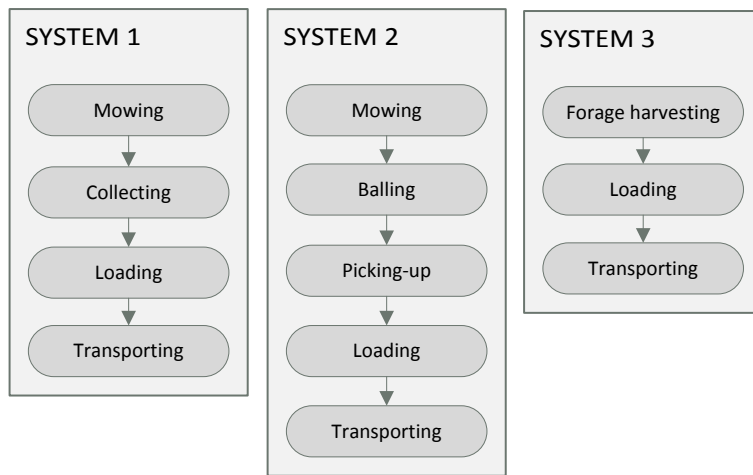 SYSTEM 1
Mowing
Collecting
Loading
Transporting
SYSTEM 2
Mowing
Balling
Picking-up
Loading
Transporting
SYSTEM 3
Forage harvesting
Loading
Transporting